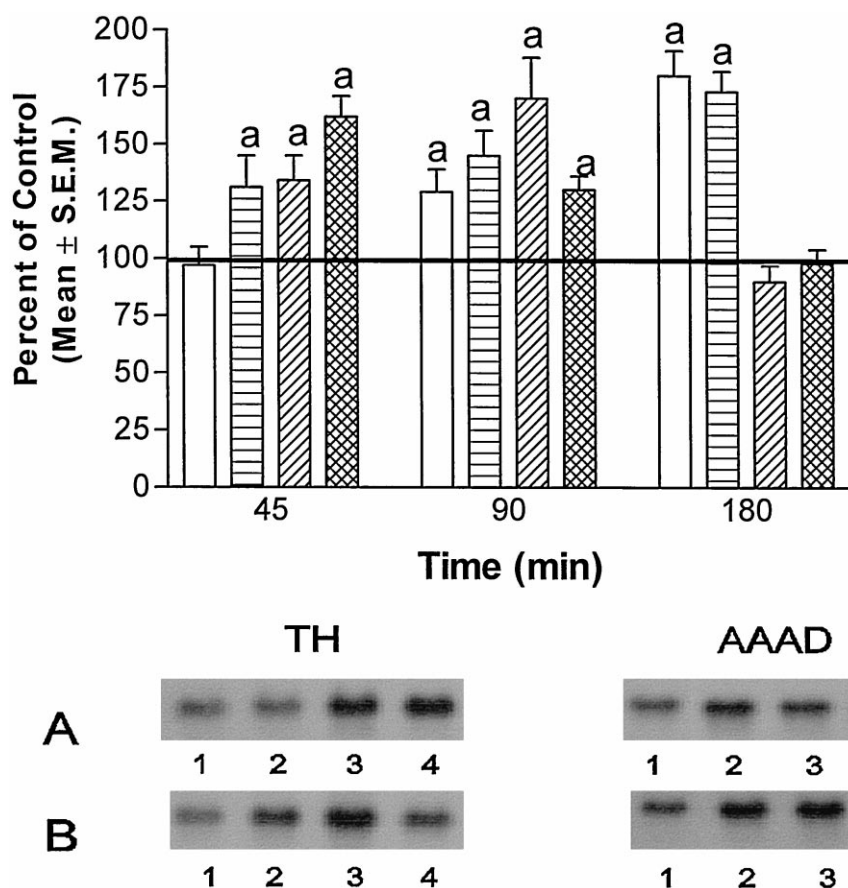 Percent of Control
(Mean ± S.E.M.)
200
175
150
125
100
75
50
25
0
a a a
a a a a
a a
45 90 180
Time (min)
TH AAAD
A
1 2 3 4 1 2 3
B
1 2 3 4 1 2 3